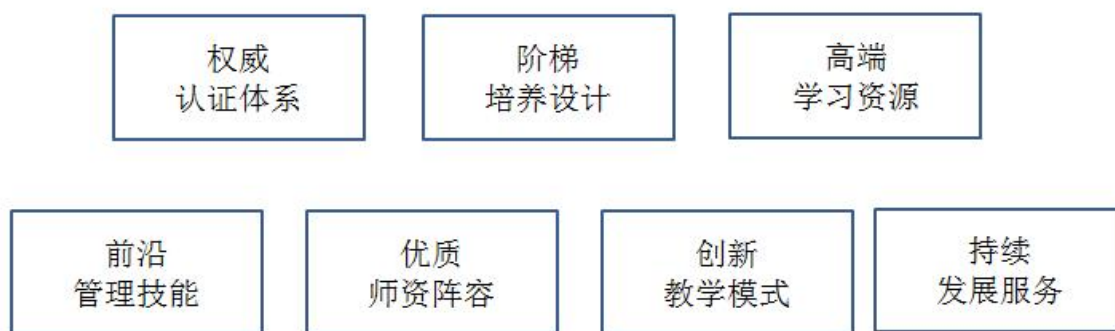 权威
认证体系
阶梯
培养设计
高端
学习资源
前沿
管理技能
优质
师资阵容
创新
教学模式
持续
发展服务